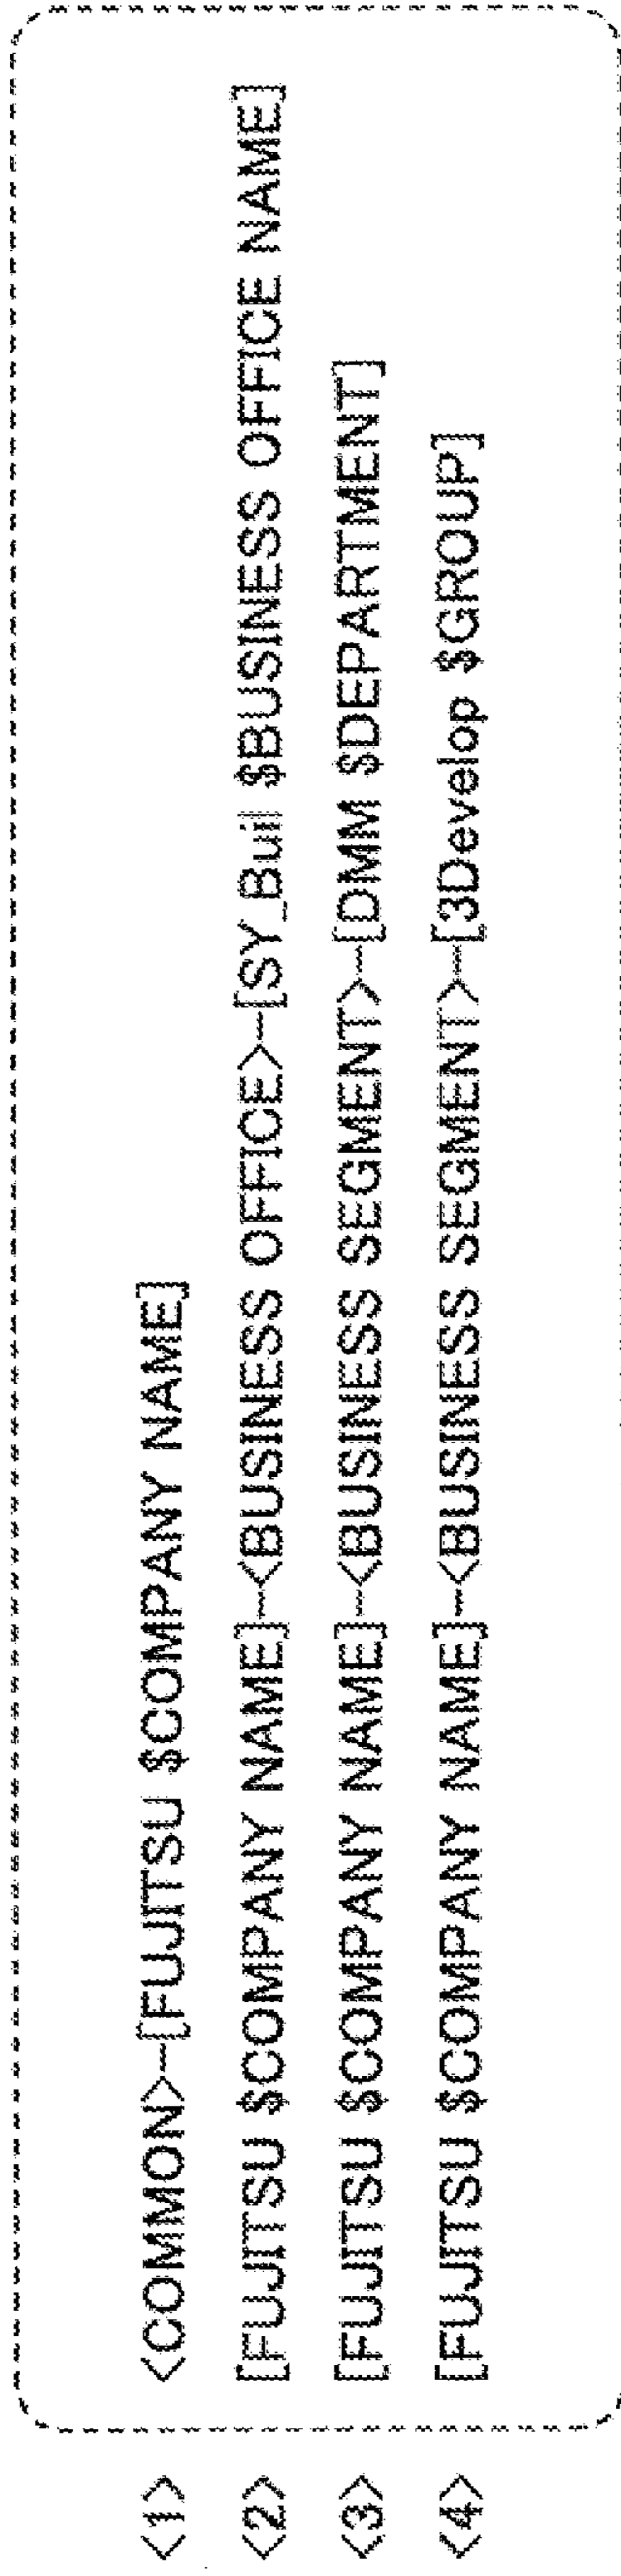 <1> <COMMON>--[FUJITSU $COMPANY NAME]
<2> [FUJITSU $COMPANY NAME]--<BUSINESS OFFICE>--[SY_Buil $BUSINESS OFFICE NAME]
<3> [FUJITSU $COMPANY NAME]--<BUSINESS SEGMENT>--[DMM $DEPARTMENT]
<4> [FUJITSU $COMPANY NAME]--<BUSINESS SEGMENT>--[3Develop $GROUP]